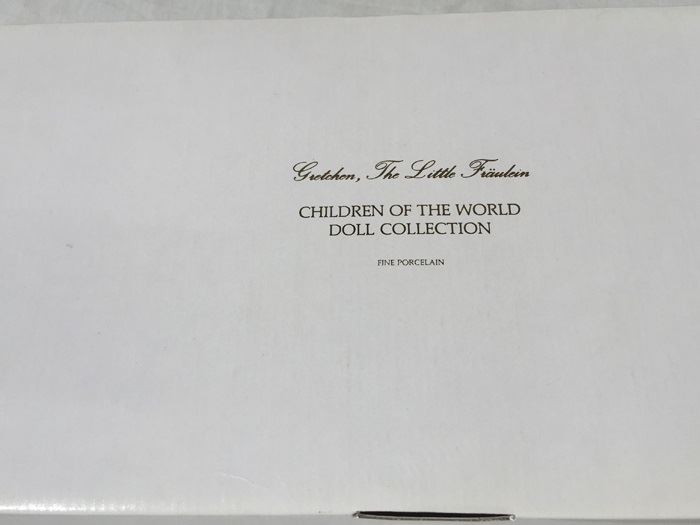 Gretchen, The Little Fräulein
CHILDREN OF THE WORLD
DOLL COLLECTION
FINE PORCELAIN